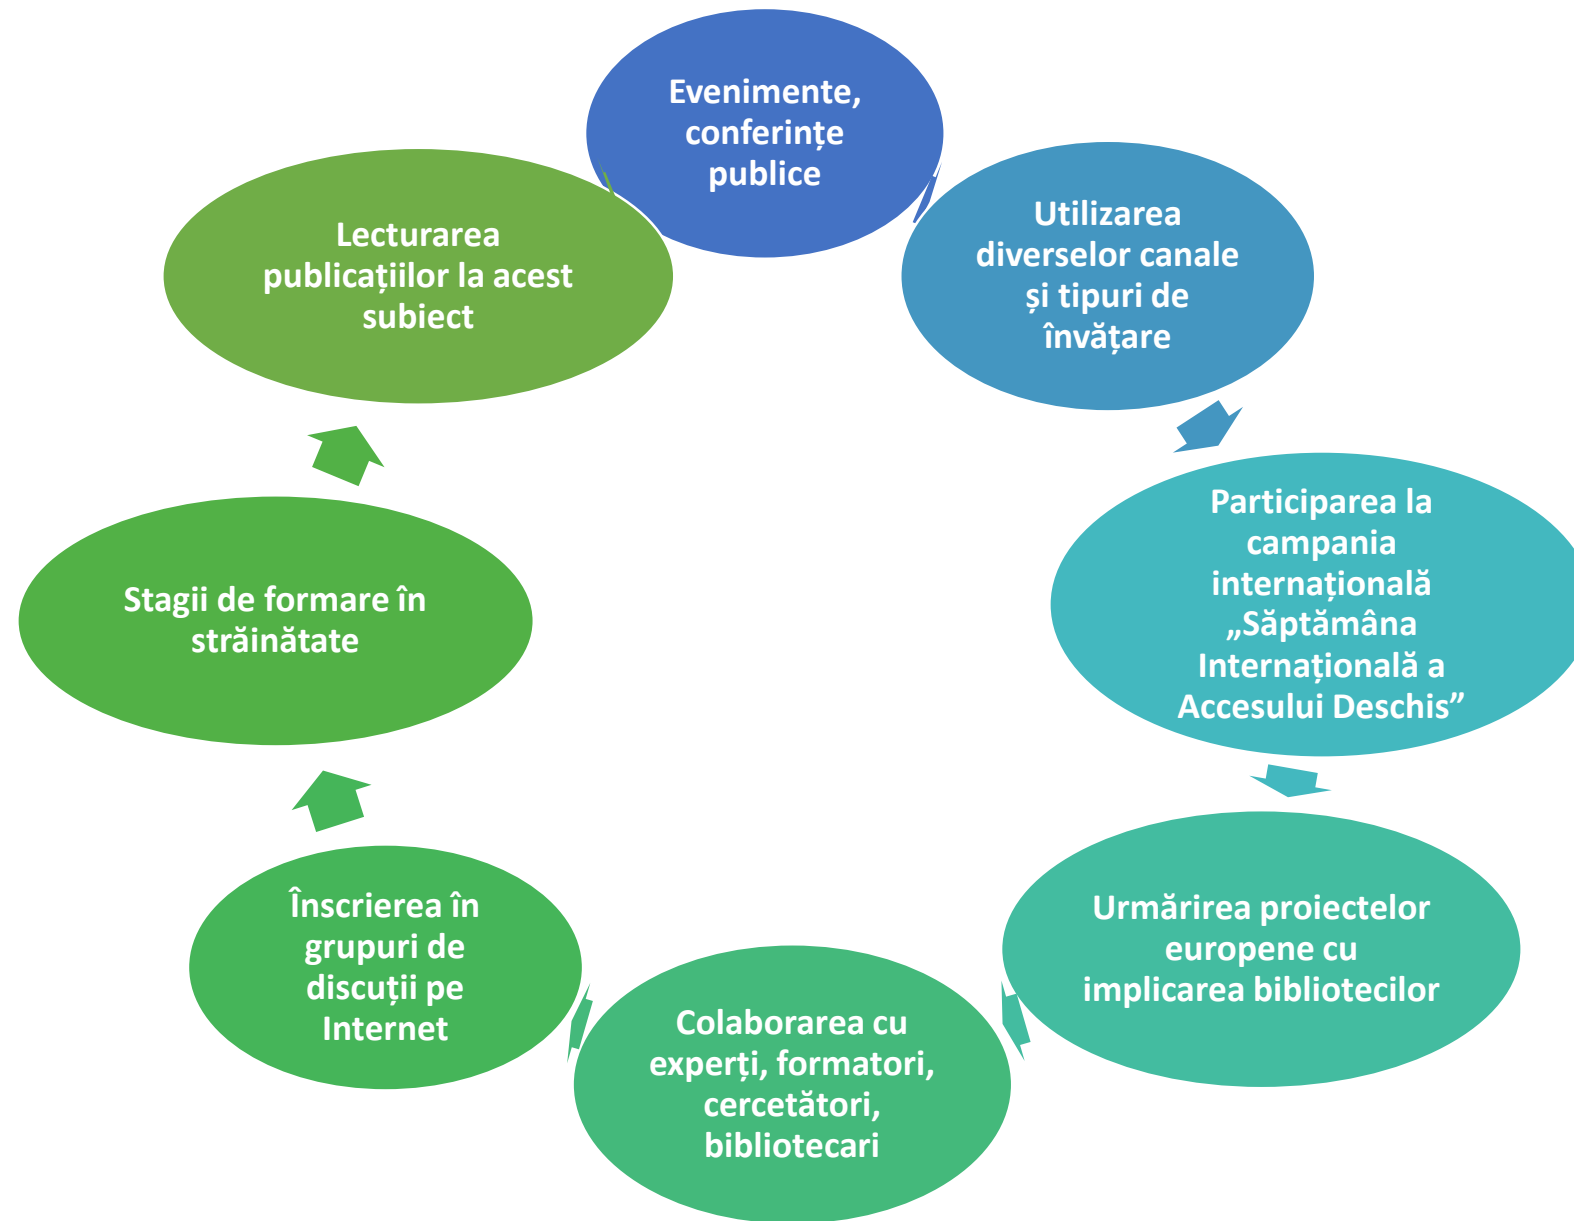 Evenimente,
conferințe
publice
Utilizarea
diverselor canale
și tipuri de
învățare
Participarea la
campania
internațională
„Săptămâna
Internațională a
Accesului Deschis”
Urmărirea proiectelor
europene cu
implicarea bibliotecilor
Colaborarea cu
experți, formatori,
cercetători,
bibliotecari
Înscrierea în
grupuri de
discuții pe
Internet
Stagii de formare în
străinătate
Lecturarea
publicațiilor la acest
subiect